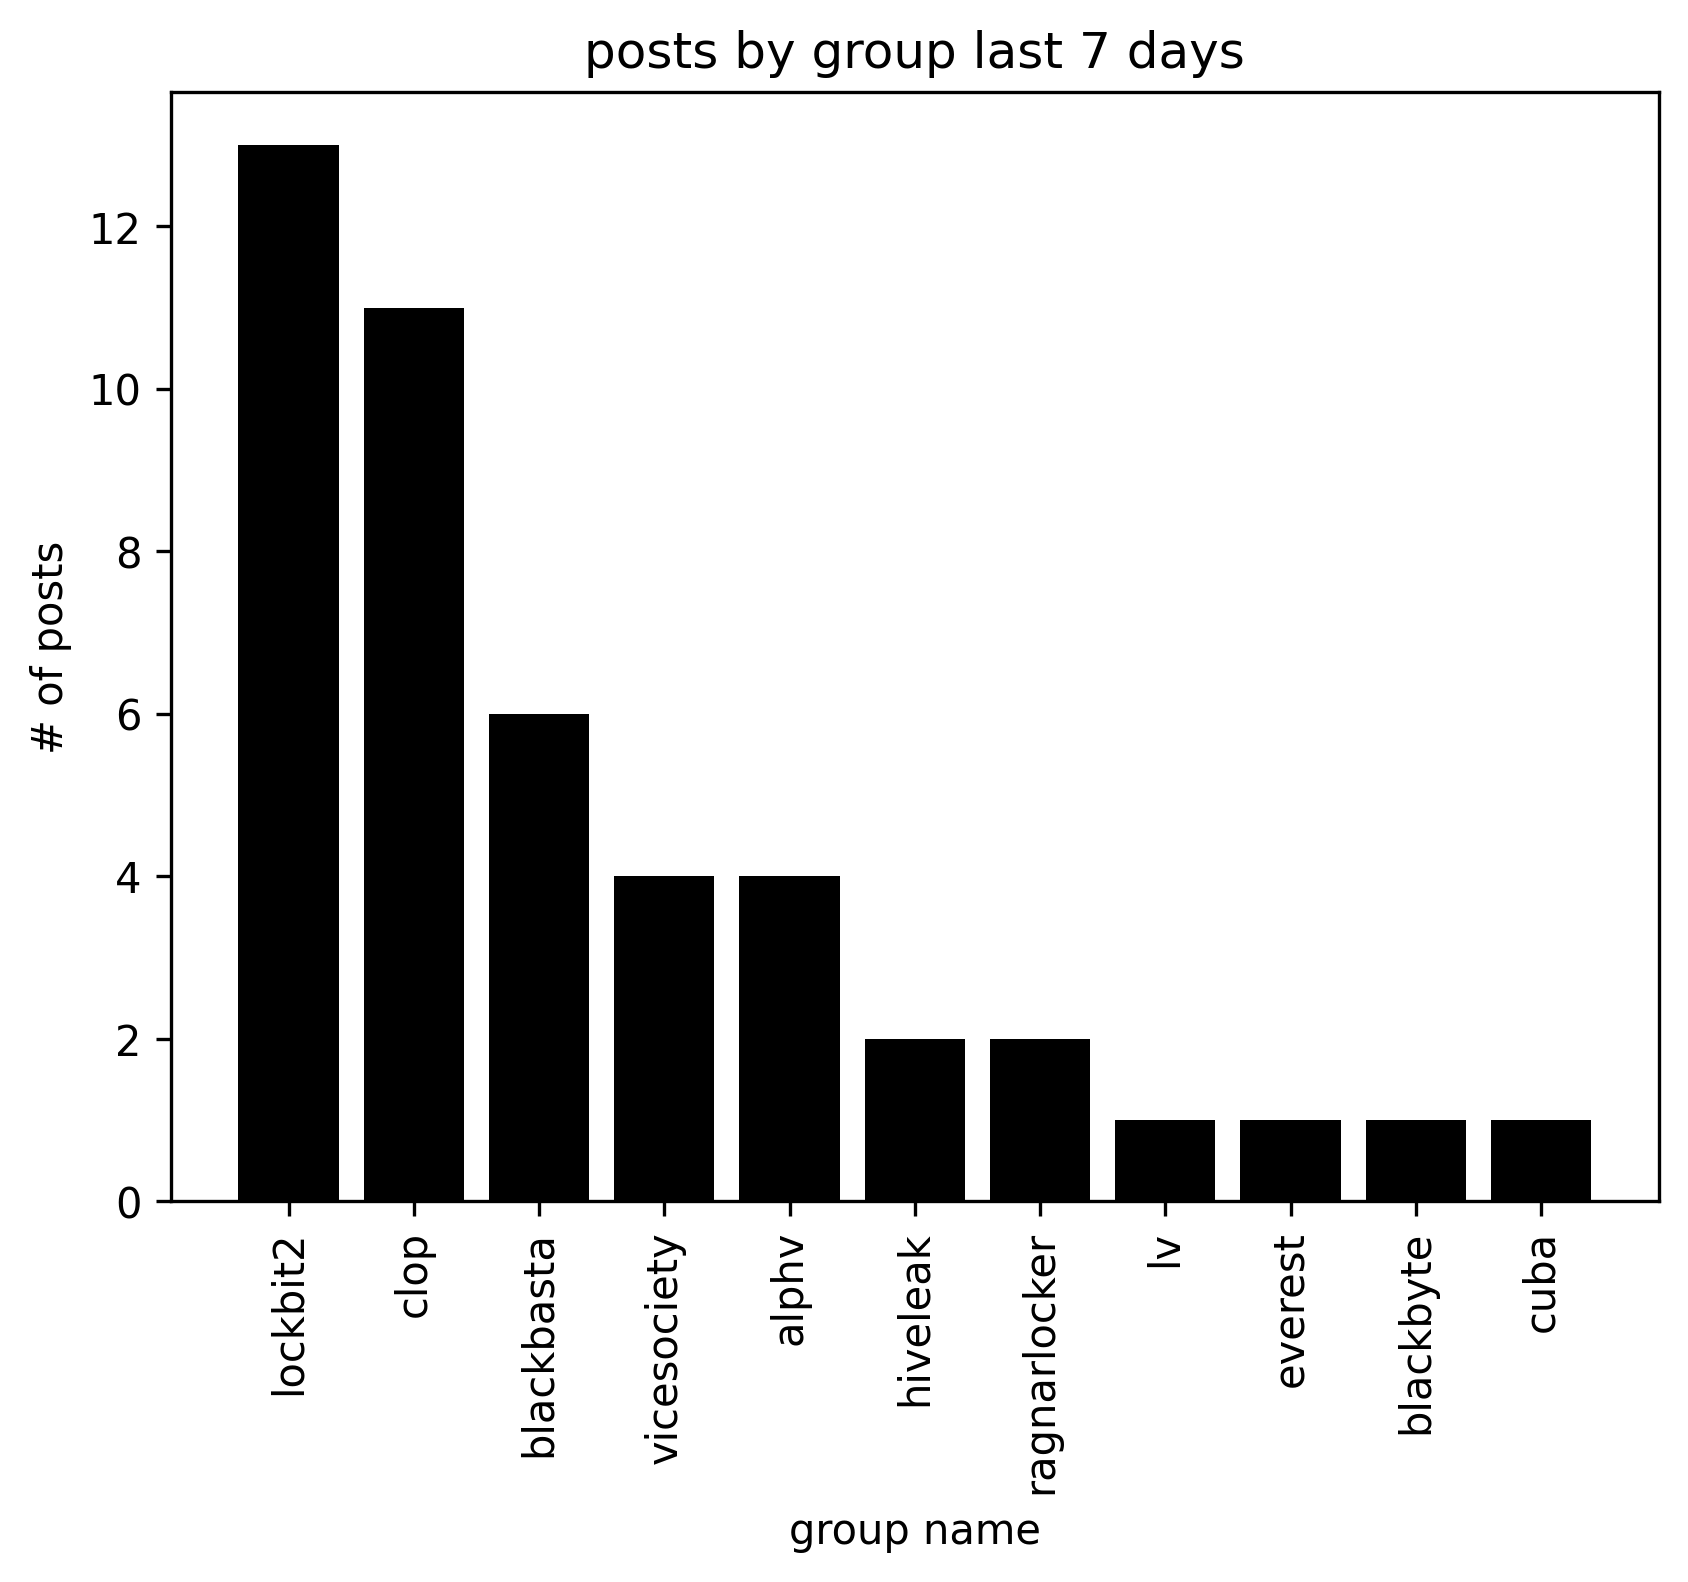 posts by group last 7 days
# of posts
12
10
8
6
4
2
0
lockbit2
clop
blackbasta
vicesociety
alphv
hiveleak
ragnarlocker
lv
everest
blackbyte
cuba
group name